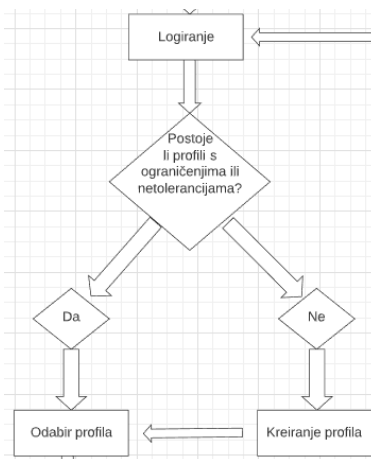 Logiranje
Postoje
li profili s
ograničenjima ili
netolerancijama?
Da
Ne
Odabir profila
Kreiranje profila